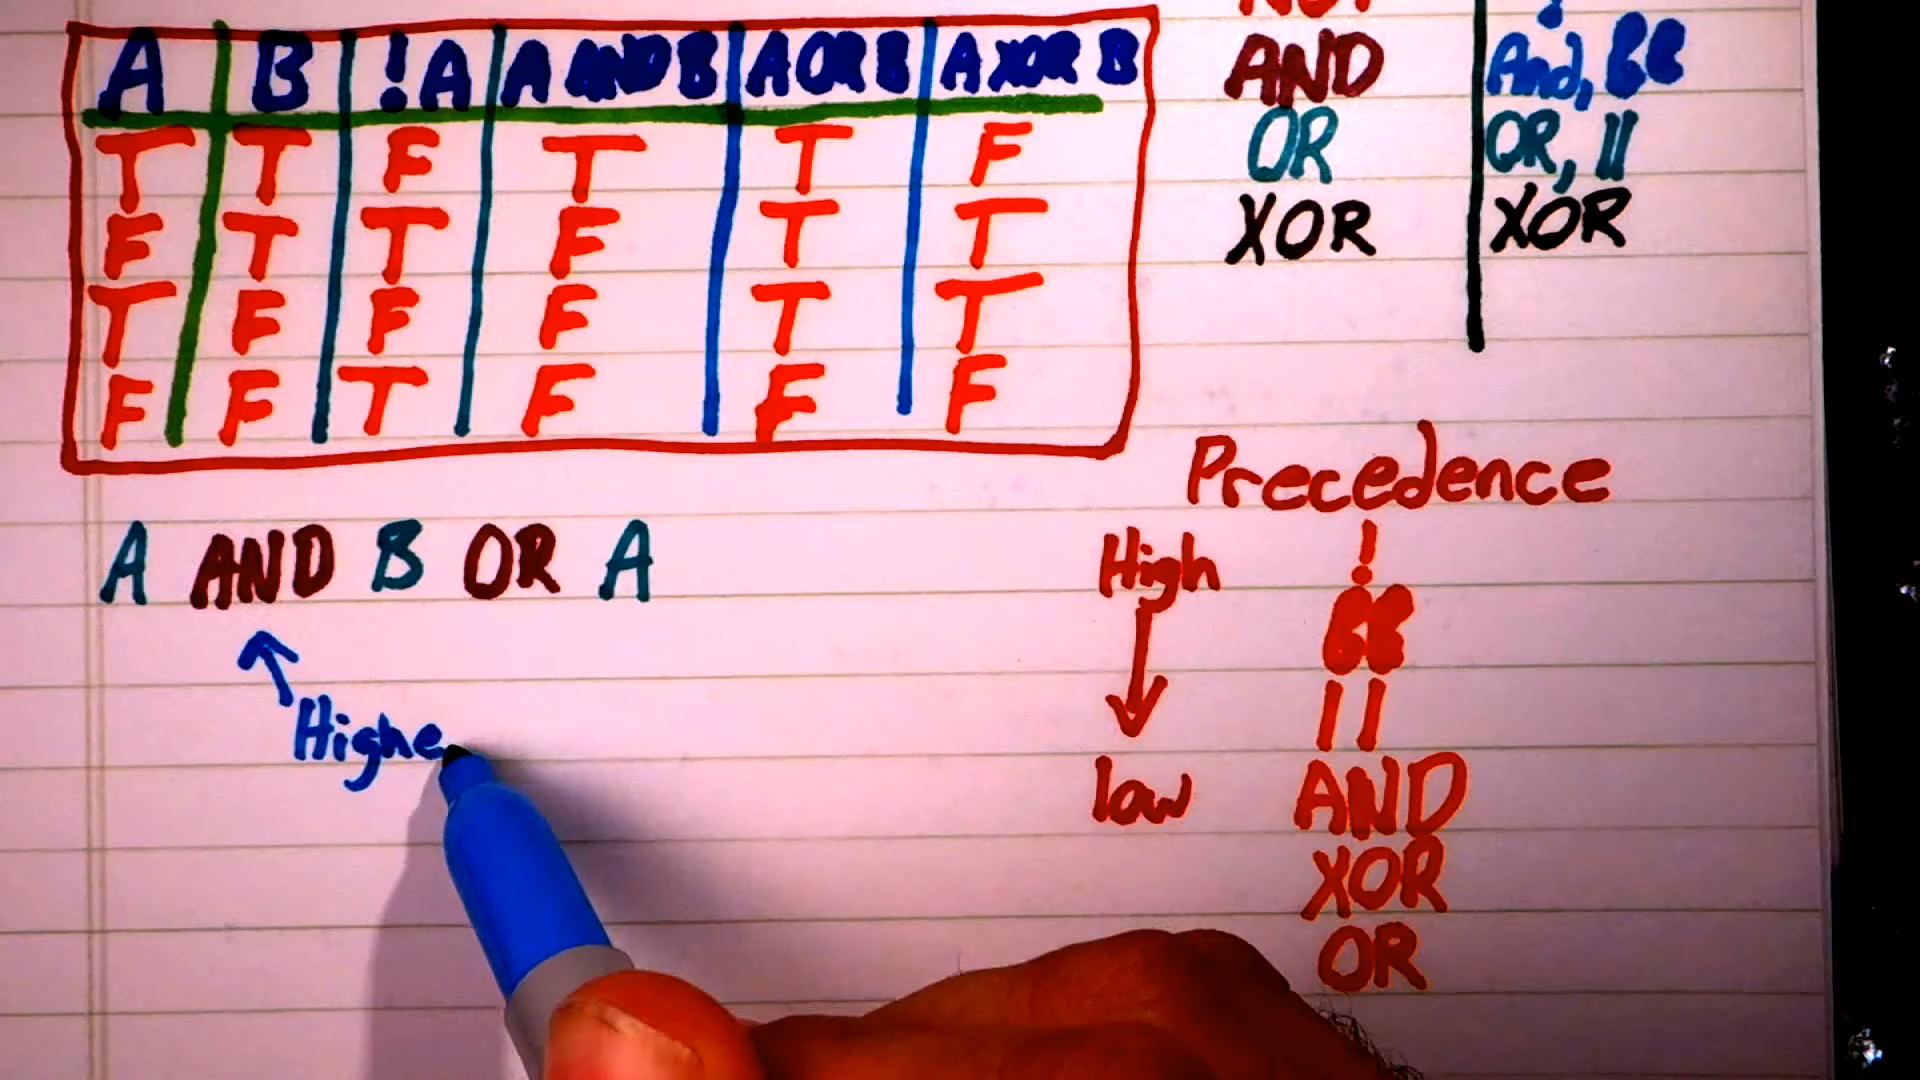 A B !A A AND B A OR B A XOR B
T T F T T F
F T T F T T
T F F F T T
F F T F F F
AND And, &&
OR OR, ||
XOR XOR
Precedence
High
!
&&
||
low
AND
XOR
OR
A AND B OR A
Highe